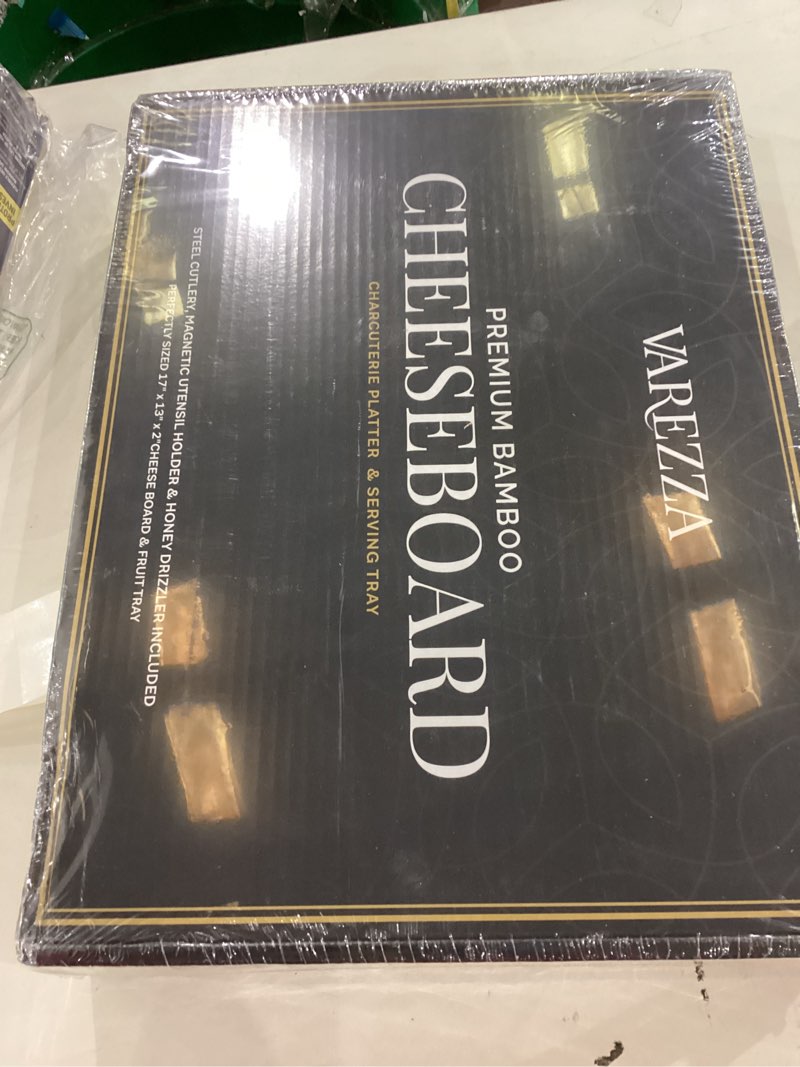 VAREZZA
PREMIUM BAMBOO
CHEESEBOARD
CHARCUTERIE PLATTER & SERVING TRAY
STEEL CUTLERY, MAGNETIC UTENSIL HOLDER & HONEY DRIZZLER INCLUDED
PERFECTLY SIZED 17" x 13" x 2"CHEESE BOARD & FRUIT TRAY